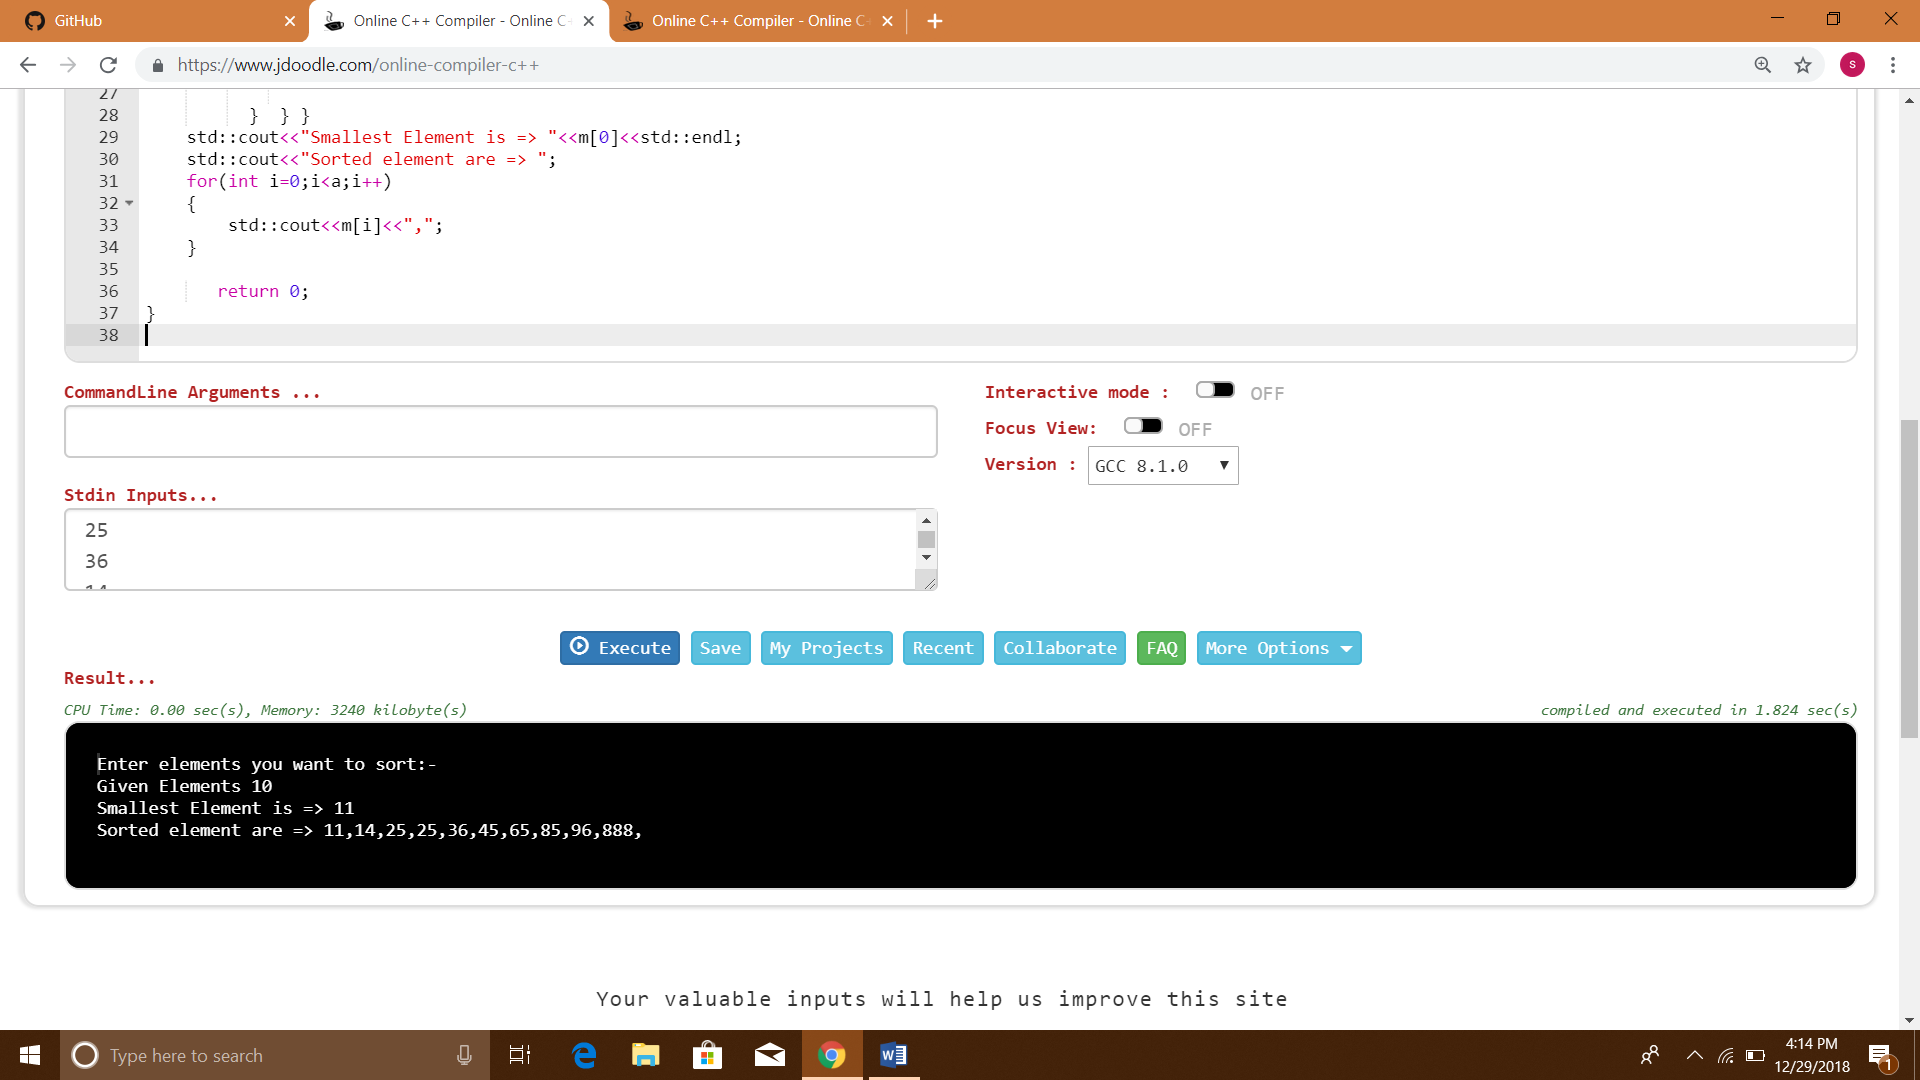 GitHub
Online C++ Compiler - Online C
Online C++ Compiler - Online C
https://www.jdoodle.com/online-compiler-c++
27
28 } } }
29 std::cout<<"Smallest Element is => "<<m[0]<<std::endl;
30 std::cout<<"Sorted element are => ";
31 for(int i=0;i<a;i++)
32 {
33 std::cout<<m[i]<<",";
34 }
35
36 return 0;
37 }
38
CommandLine Arguments ...
Interactive mode : OFF
Focus View: OFF
Version : GCC 8.1.0
Stdin Inputs...
25
36
14
Execute Save My Projects Recent Collaborate FAQ More Options
Result...
CPU Time: 0.00 sec(s), Memory: 3240 kilobyte(s)
compiled and executed in 1.824 sec(s)
Enter elements you want to sort:-
Given Elements 10
Smallest Element is => 11
Sorted element are => 11,14,25,25,36,45,65,85,96,888,
Your valuable inputs will help us improve this site
Type here to search
4:14 PM
12/29/2018
1